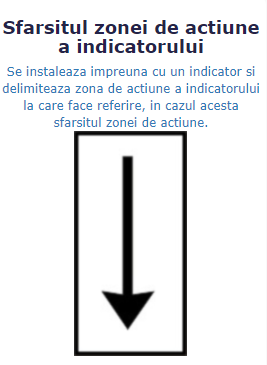 Sfarsitul zonei de actiune
a indicatorului
Se instaleaza impreuna cu un indicator si
delimiteaza zona de actiune a indicatorului
la care face referire, in cazul acesta
sfarsitul zonei de actiune.